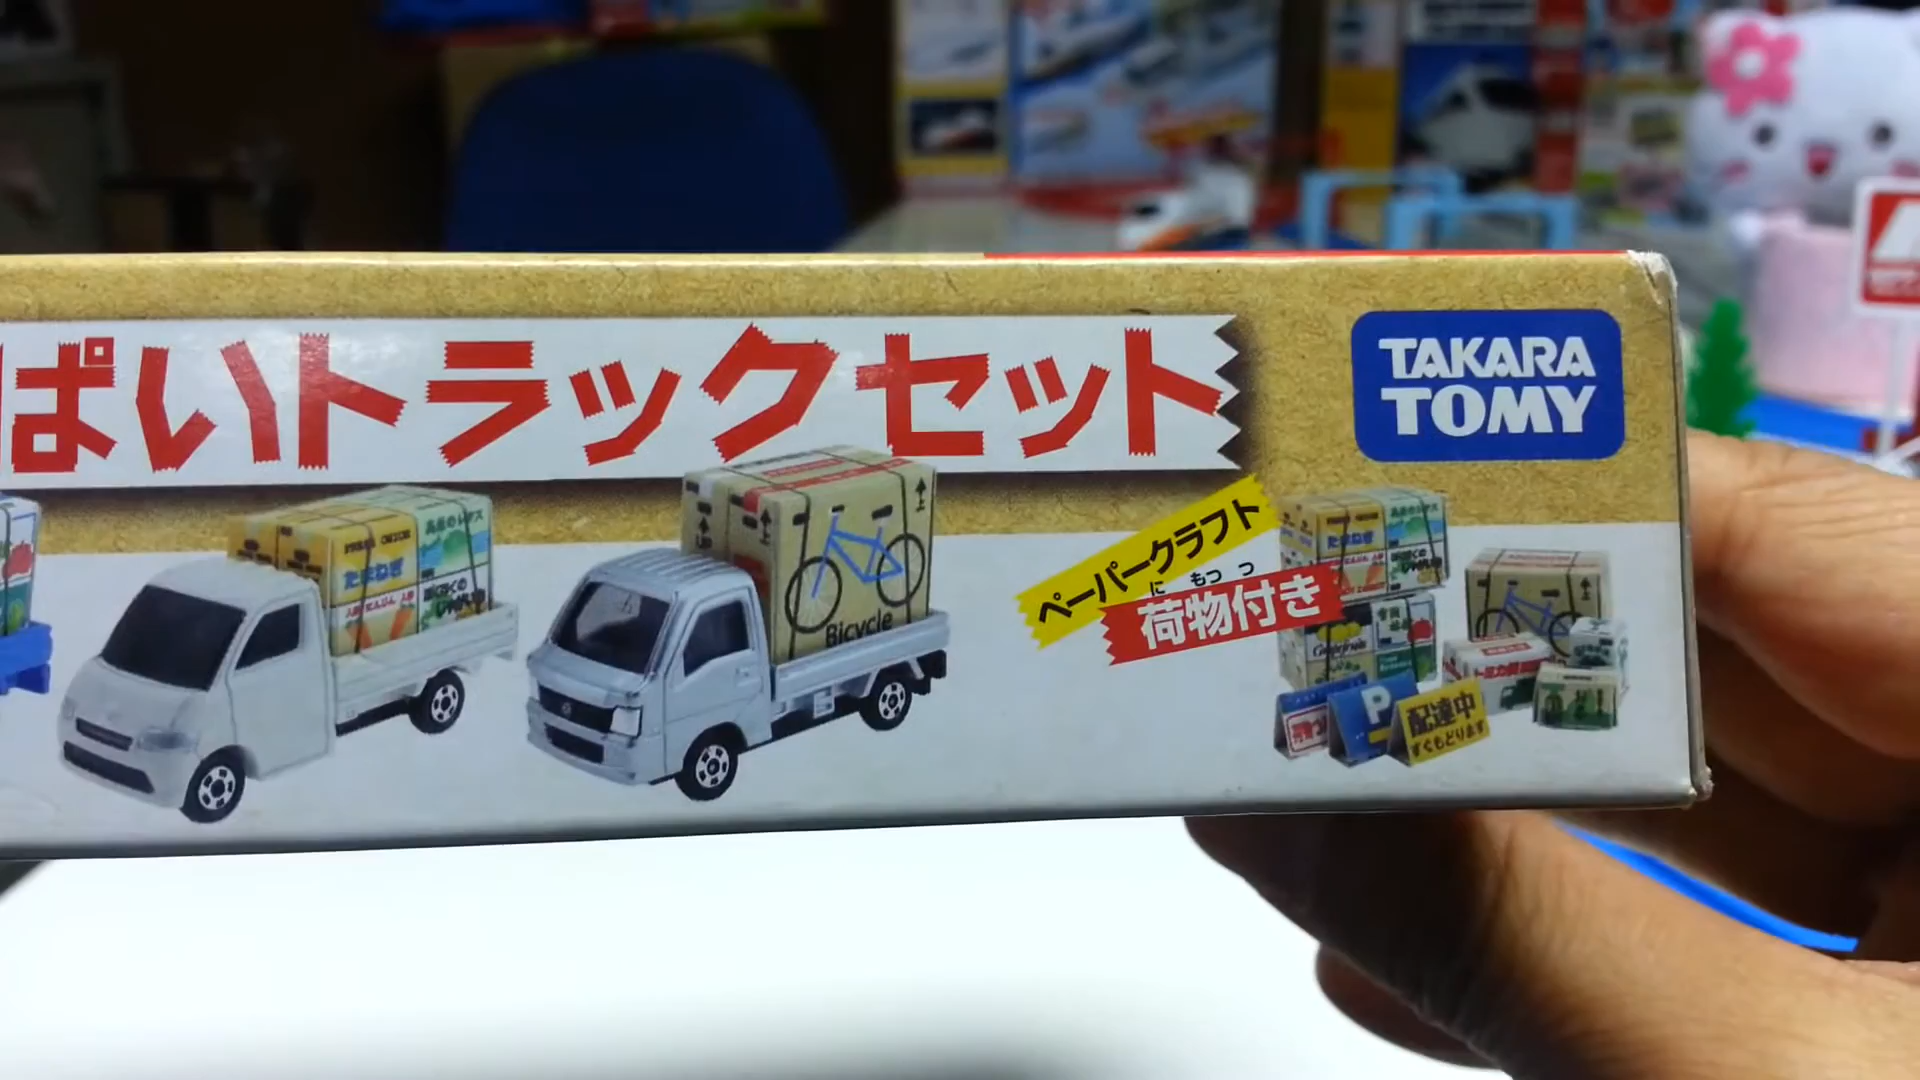 ぱいトラックセット
TAKARA
TOMY
ペーパークラフト
にもつつ
荷物付き
たまねぎ
Bicycle
P
配達中
すぐもどります